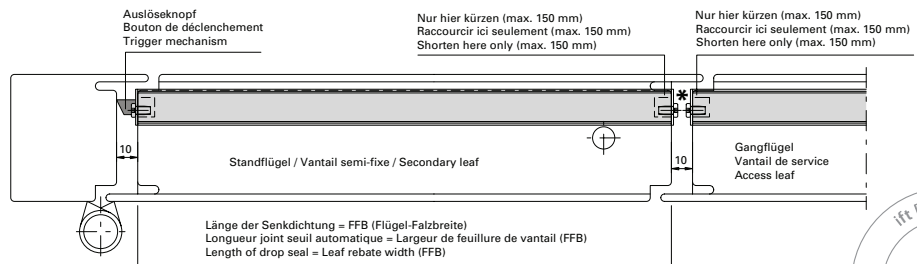 Auslöseknopf
Bouton de déclenchement
Trigger mechanism
Nur hier kürzen (max. 150 mm)
Raccourcir ici seulement (max. 150 mm)
Shorten here only (max. 150 mm)
Nur hier kürzen (max. 150 mm)
Raccourcir ici seulement (max. 150 mm)
Shorten here only (max. 150 mm)
*
10
Standflügel / Vantail semi-fixe / Secondary leaf
10
Gangflügel
Vantail de service
Access leaf
Länge der Senkdichtung = FFB (Flügel-Falzbreite)
Longueur joint seuil automatique = Largeur de feuillure de vantail (FFB)
Length of drop seal = Leaf rebate width (FFB)
ift